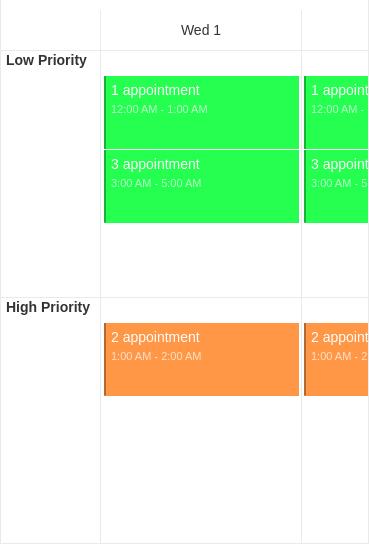 Wed 1
Low Priority
1 appointment
12:00 AM - 1:00 AM
1 appoint
12:00 AM -
3 appointment
3:00 AM - 5:00 AM
3 appoint
3:00 AM - 5
High Priority
2 appointment
1:00 AM - 2:00 AM
2 appoint
1:00 AM - 2